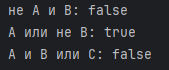 не А и В: false
А или не В: true
А и В или С: false